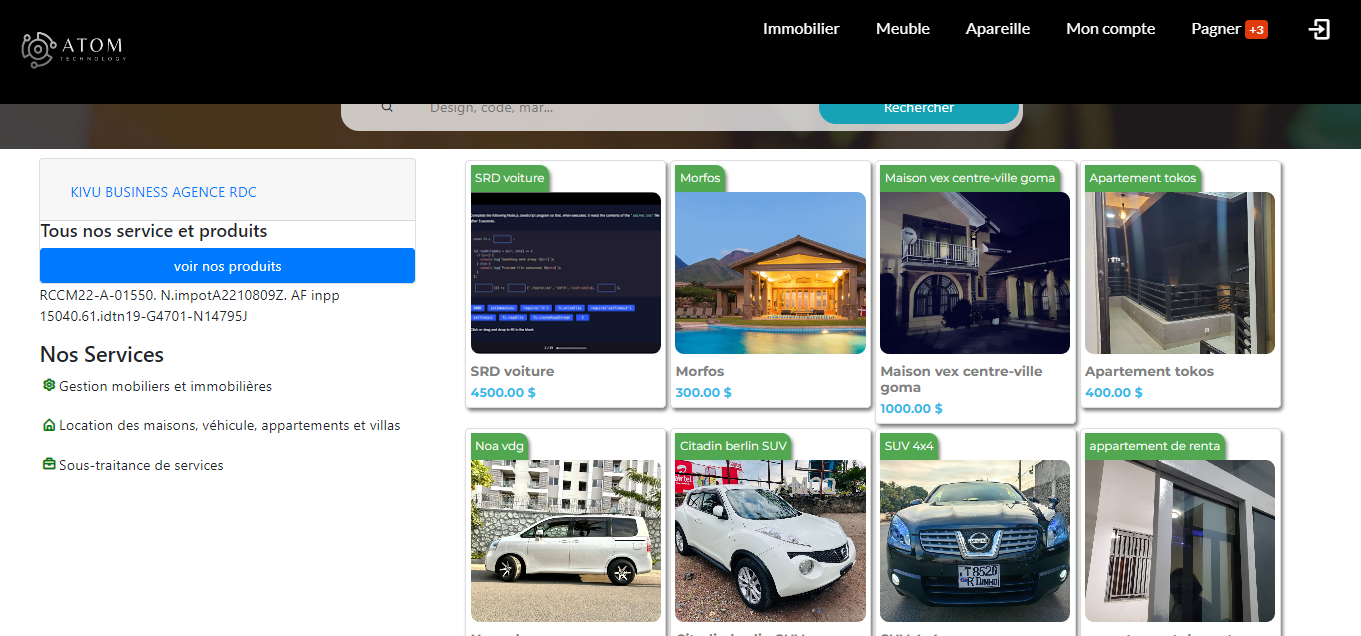 ATOM
TECHNOLOGY
Immobilier
Meuble
Apareille
Mon compte
Pagner +3
Design, code, mar...
Rechercher
KIVU BUSINESS AGENCE RDC
Tous nos service et produits
voir nos produits
RCCM22-A-01550. N.impotA2210809Z. AF inpp
15040.61.idtn19-G4701-N14795J
Nos Services
Gestion mobiliers et immobilières
Location des maisons, véhicule, appartements et villas
Sous-traitance de services
SRD voiture
SRD voiture
4500.00 $
Morfos
Morfos
300.00 $
Maison vex centre-ville goma
Maison vex centre-ville
goma
1000.00 $
Apartement tokos
Apartement tokos
400.00 $
Noa vdg
Citadin berlin SUV
Citadin berlin SUV
SUV 4x4
appartement de renta